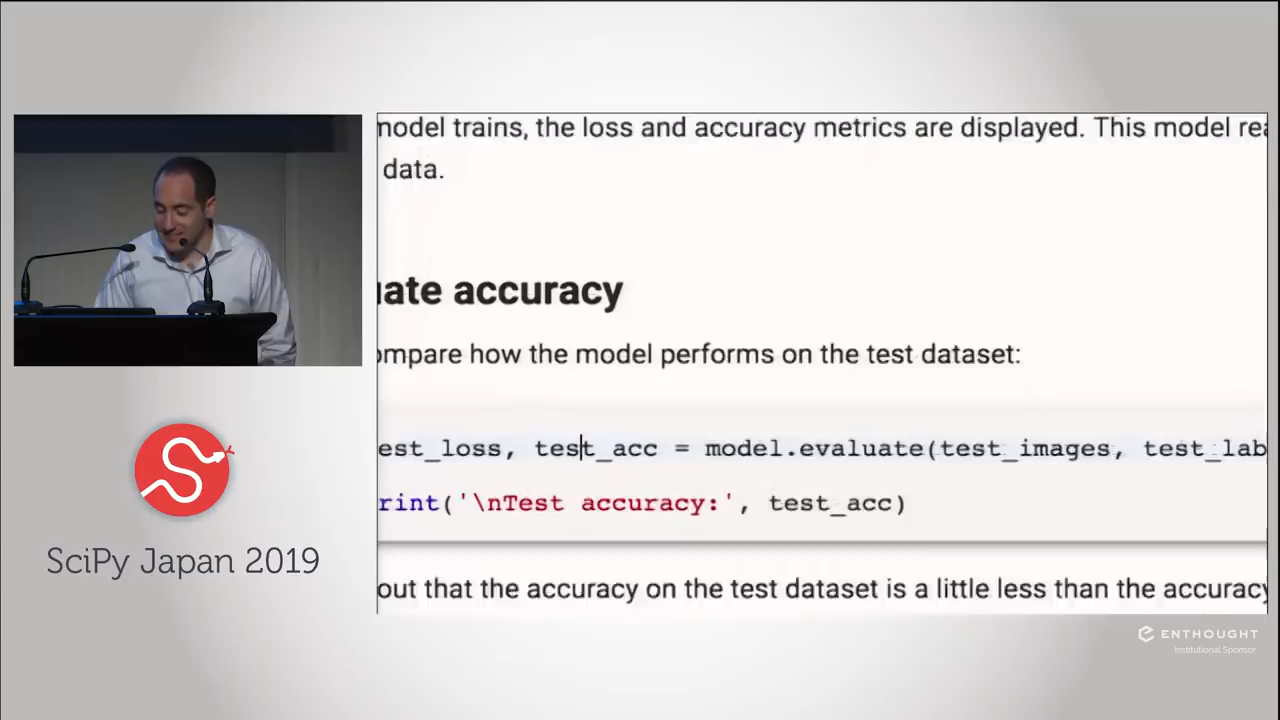 model trains, the loss and accuracy metrics are displayed. This model rea
data.
uate accuracy
ompare how the model performs on the test dataset:
est_loss, test_acc = model.evaluate(test_images, test_lab
rint('\nTest accuracy:', test_acc)
out that the accuracy on the test dataset is a little less than the accuracy
SciPy Japan 2019
ENTHOUGHT
Institutional Sponsor